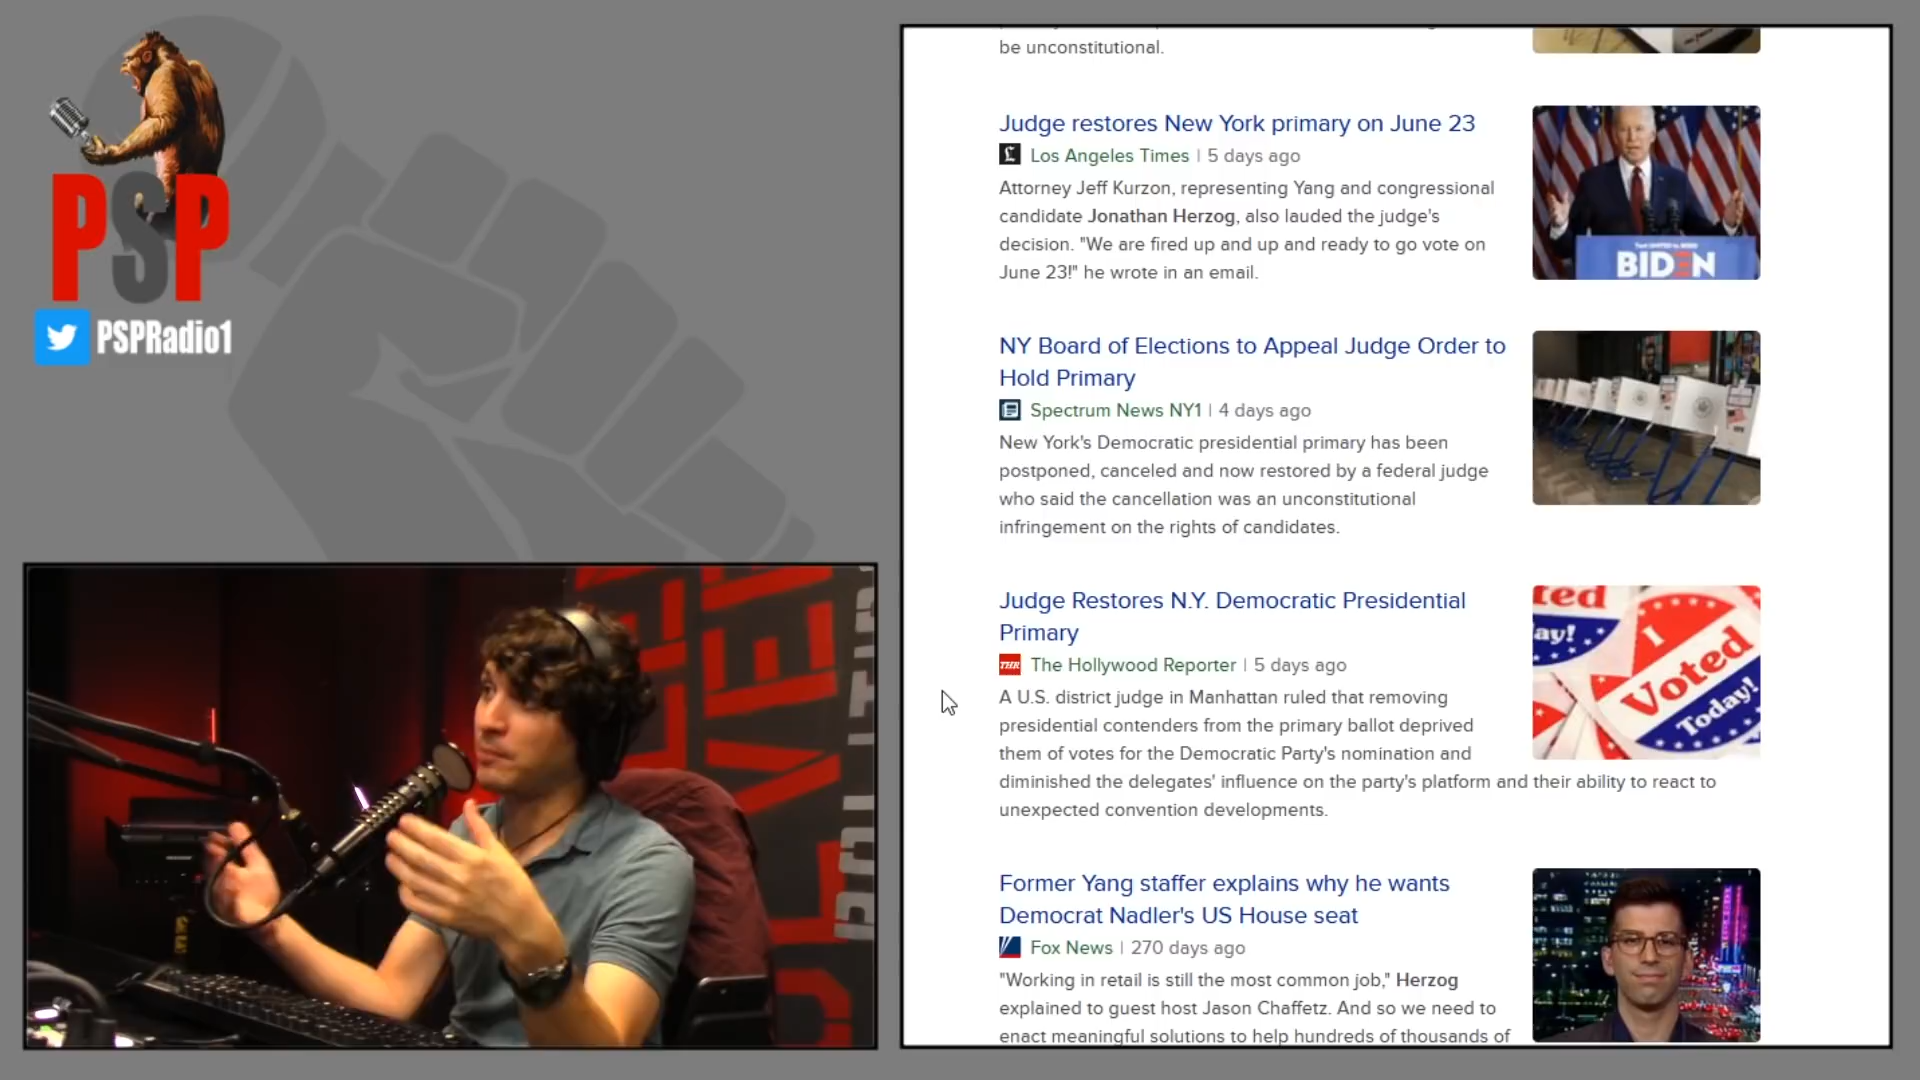 PSP
PSPRadio1
be unconstitutional.
Judge restores New York primary on June 23
Los Angeles Times | 5 days ago
Attorney Jeff Kurzon, representing Yang and congressional
candidate Jonathan Herzog, also lauded the judge's
decision. "We are fired up and up and ready to go vote on
June 23!" he wrote in an email.
BIDEN
NY Board of Elections to Appeal Judge Order to
Hold Primary
Spectrum News NY1 | 4 days ago
New York's Democratic presidential primary has been
postponed, canceled and now restored by a federal judge
who said the cancellation was an unconstitutional
infringement on the rights of candidates.
Judge Restores N.Y. Democratic Presidential
Primary
THR The Hollywood Reporter | 5 days ago
A U.S. district judge in Manhattan ruled that removing
presidential contenders from the primary ballot deprived
them of votes for the Democratic Party's nomination and
diminished the delegates' influence on the party's platform and their ability to react to
unexpected convention developments.
ted
ay!
I
Voted
Today!
Former Yang staffer explains why he wants
Democrat Nadler's US House seat
Fox News | 270 days ago
"Working in retail is still the most common job," Herzog
explained to guest host Jason Chaffetz. And so we need to
enact meaningful solutions to help hundreds of thousands of